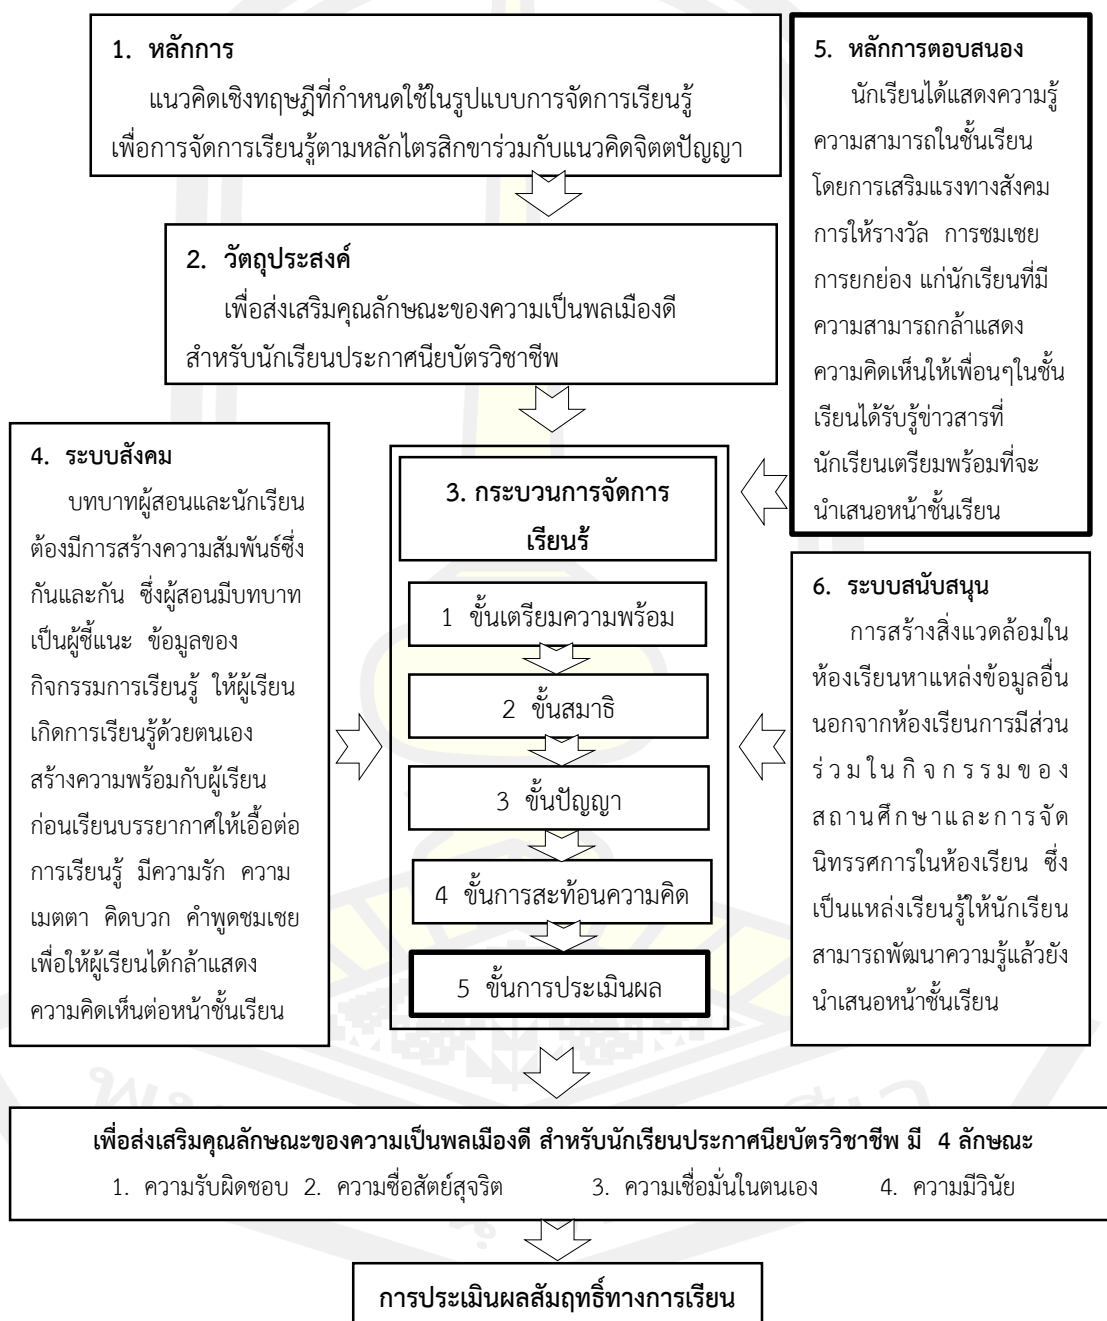 1. หลักการ
แนวคิดเชิงทฤษฎีที่กำหนดใช้ในรูปแบบการจัดการเรียนรู้
เพื่อการจัดการเรียนรู้ตามหลักไตรสิกขาร่วมกับแนวคิดจิตตปัญญา
2. วัตถุประสงค์
เพื่อส่งเสริมคุณลักษณะของความเป็นพลเมืองดี
สำหรับนักเรียนประกาศนียบัตรวิชาชีพ
3. กระบวนการจัดการ
เรียนรั
1 ขั้นเตรียมความพร้อม
2 ขั้นสมาธิ
3 ขั้นปัญญา
4 ขั้นการสะท้อนความคิด
5 ขั้นการประเมินผล
4. ระบบสังคม
บทบาทผู้สอนและนักเรียน
ต้องมีการสร้างความสัมพันธ์ซึ่ง
กันและกัน ซึ่งผู้สอนมีบทบาท
เป็นผู้ชี้แนะ ข้อมูลของ
กิจกรรมการเรียนรู้ ให้ผู้เรียน
เกิดการเรียนรู้ด้วยตนเอง
สร้างความพร้อมกับผู้เรียน
ก่อนเรียนบรรยากาศให้เอื้อต่อ
การเรียนรู้ มีความรัก ความ
เมตตา คิดบวก คำพูดชมเชย
เพื่อให้ผู้เรียนได้กล้าแสดง
ความคิดเห็นต่อหน้าชั้นเรียน
5. หลักการตอบสนอง
นักเรียนได้แสดงความรู้
ความสามารถในชั้นเรียน
โดยการเสริมแรงทางสังคม
การให้รางวัล การชมเชย
การยกย่อง แก่นักเรียนที่มี
ความสามารถกล้าแสดง
ความคิดเห็นให้เพื่อนๆในชั้น
เรียนได้รับรู้ข่าวสารที่
นักเรียนเตรียมพร้อมที่จะ
นำเสนอหน้าชั้นเรียน
6. ระบบสนับสนุน
การสร้างสิ่งแวดล้อมใน
ห้องเรียนหาแหล่งข้อมูลอื่น
นอกจากห้องเรียนการมีส่วน
ร่วมในกิจกรรมของ
สถานศึกษาและการจัด
นิทรรศการในห้องเรียน ซึ่ง
เป็นแหล่งเรียนรู้ให้นักเรียน
สามารถพัฒนาความรู้แล้วยัง
นำเสนอหน้าชั้นเรียน
เพื่อส่งเสริมคุณลักษณะของความเป็นพลเมืองดี สำหรับนักเรียนประกาศนียบัตรวิชาชีพ มี 4 ลักษณะ
1. ความรับผิดชอบ 2. ความซื่อสัตย์สุจริต 3. ความเชื่อมั่นในตนเอง 4. ความมีวินัย
การประเมินผลสัมฤทธิ์ทางการเรียน